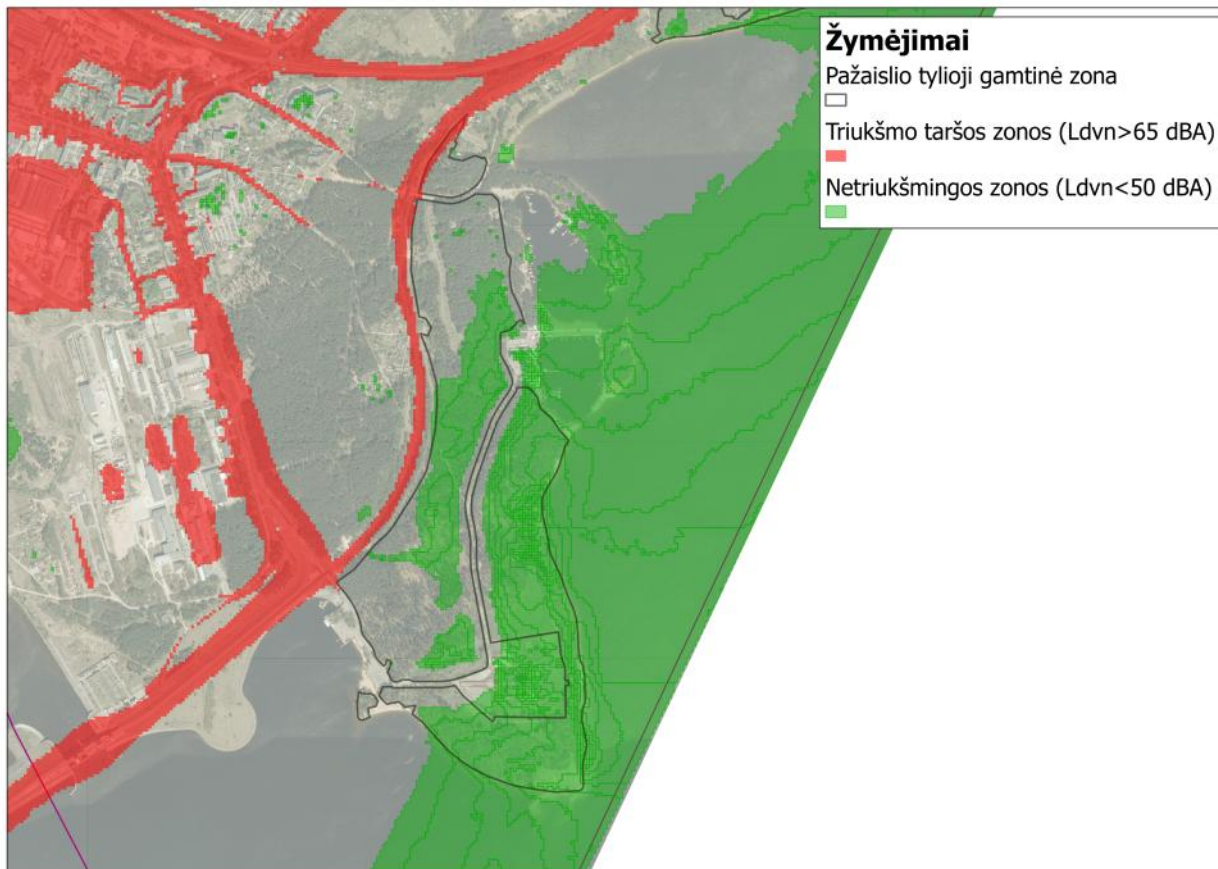 Žymėjimai
Pažaislio tylioji gamtinė zona
Triukšmo taršos zonos (Ldvn>65 dBA)
Netriukšmingos zonos (Ldvn<50 dBA)